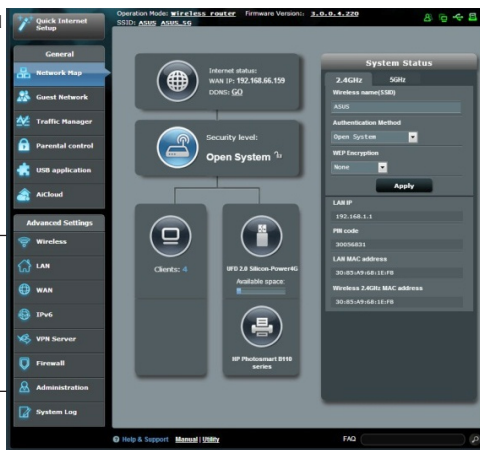 Quick Internet
Setup
Operation Mode: Wireless router Firmware Version: 3.0.0.4.220
SSID: ASUS ASUS_5G
General
Network Map
Guest Network
Traffic Manager
Parental control
USB application
AiCloud
Advanced Settings
Wireless
LAN
WAN
IPv6
VPN Server
Firewall
Administration
System Log
Internet status:
WAN IP: 192.168.66.159
DDNS: GO
Security level:
Open System
Clients: 4
UFD 2.0 Silicon-Power4G
Available space:
HP Photosmart B110
series
System Status
2.4GHz 5GHz
Wireless name(SSID)
ASUS
Authentication Method
Open System
WEP Encryption
None
Apply
LAN IP
192.168.1.1
PIN code
30056831
LAN MAC address
30:85:A9:68:1E:F8
Wireless 2.4GHz MAC address
30:85:A9:68:1E:F8
Help & Support Manual | Utility FAQ